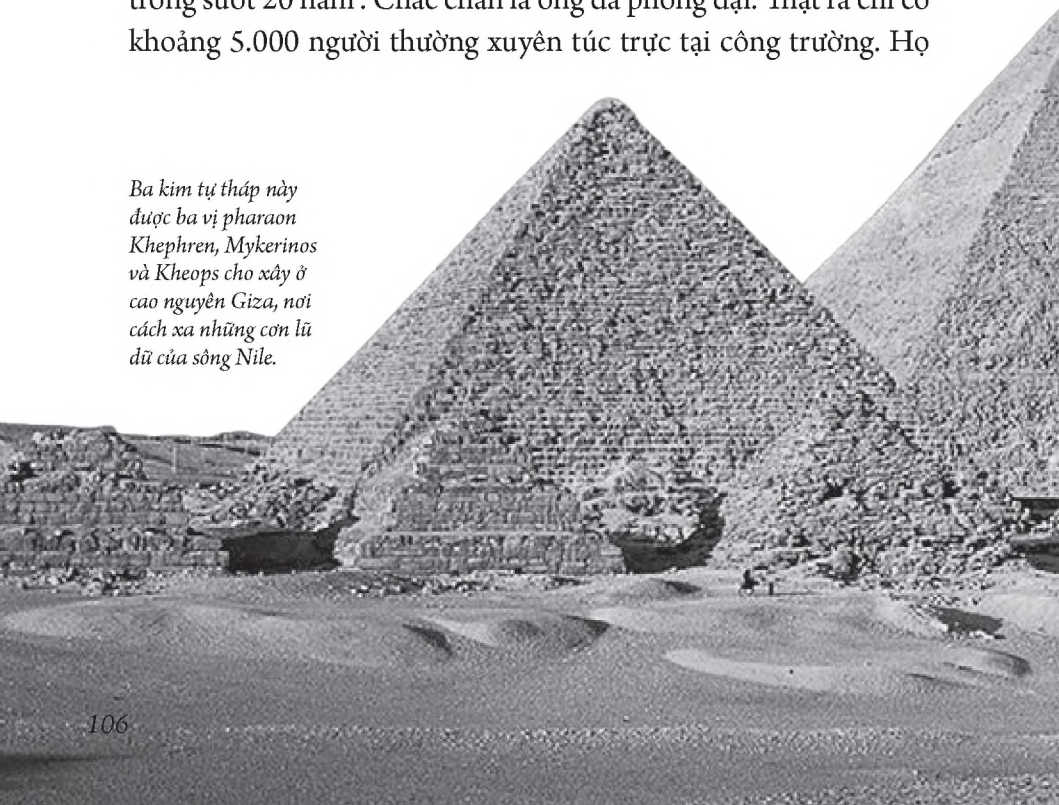 trong suốt 20 năm". Chắc chắn là ông đã phóng đại. Thật ra chỉ có
khoảng 5.000 người thường xuyên túc trực tại công trường. Họ
Ba kim tự tháp này
được ba vị pharaon
Khephren, Mykerinos
và Kheops cho xây ở
cao nguyên Giza, nơi
cách xa những cơn lũ
dữ của sông Nile.
106